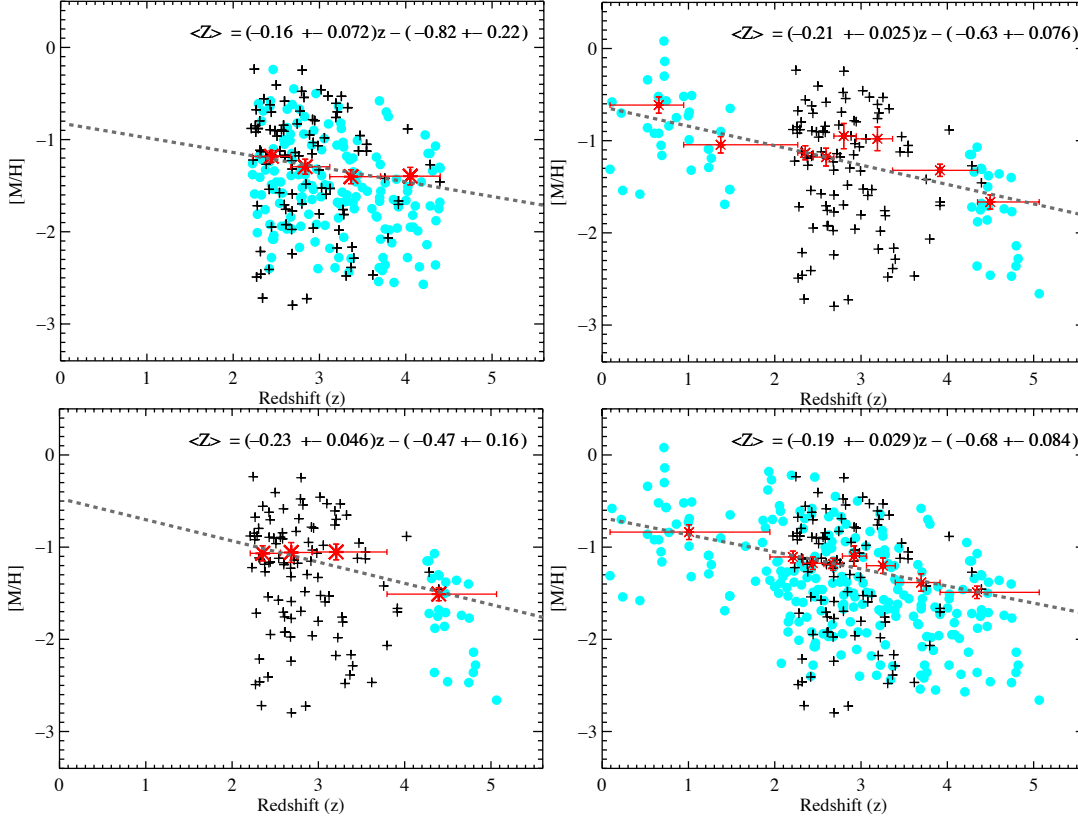 <Z> =(−0.16 +−0.072)z−(−0.82 +−0.22)
0
−1
−2
−3
[M/H]
0 1 2 3 4 5
Redshift (z)
<Z> =(−0.21 +−0.025)z−(−0.63 +−0.076)
0
−1
−2
−3
[M/H]
0 1 2 3 4 5
Redshift (z)
<Z> =(−0.23 +−0.046)z−(−0.47 +−0.16)
0
−1
−2
−3
[M/H]
0 1 2 3 4 5
Redshift (z)
<Z> =(−0.19 +−0.029)z−(−0.68 +−0.084)
0
−1
−2
−3
[M/H]
0 1 2 3 4 5
Redshift (z)